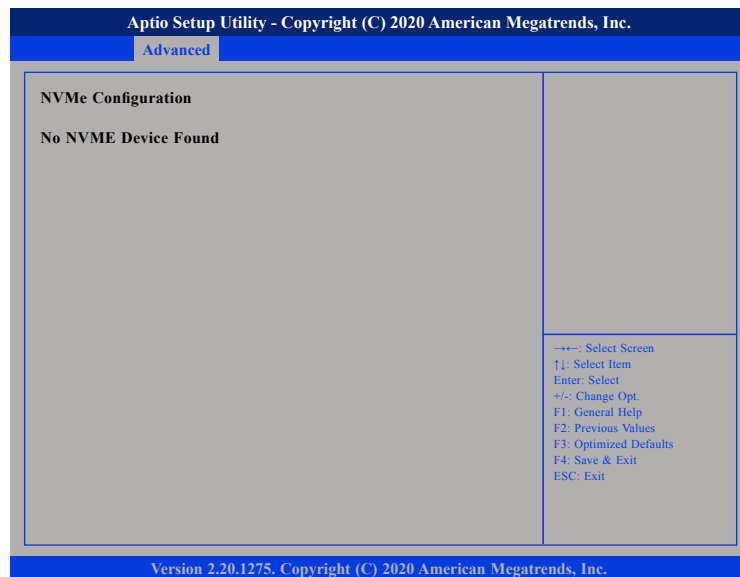 Aptio Setup Utility - Copyright (C) 2020 American Megatrends, Inc.
Advanced
NVMe Configuration
No NVME Device Found
→←: Select Screen
↑↓: Select Item
Enter: Select
+/-: Change Opt.
F1: General Help
F2: Previous Values
F3: Optimized Defaults
F4: Save & Exit
ESC: Exit
Version 2.20.1275. Copyright (C) 2020 American Megatrends, Inc.